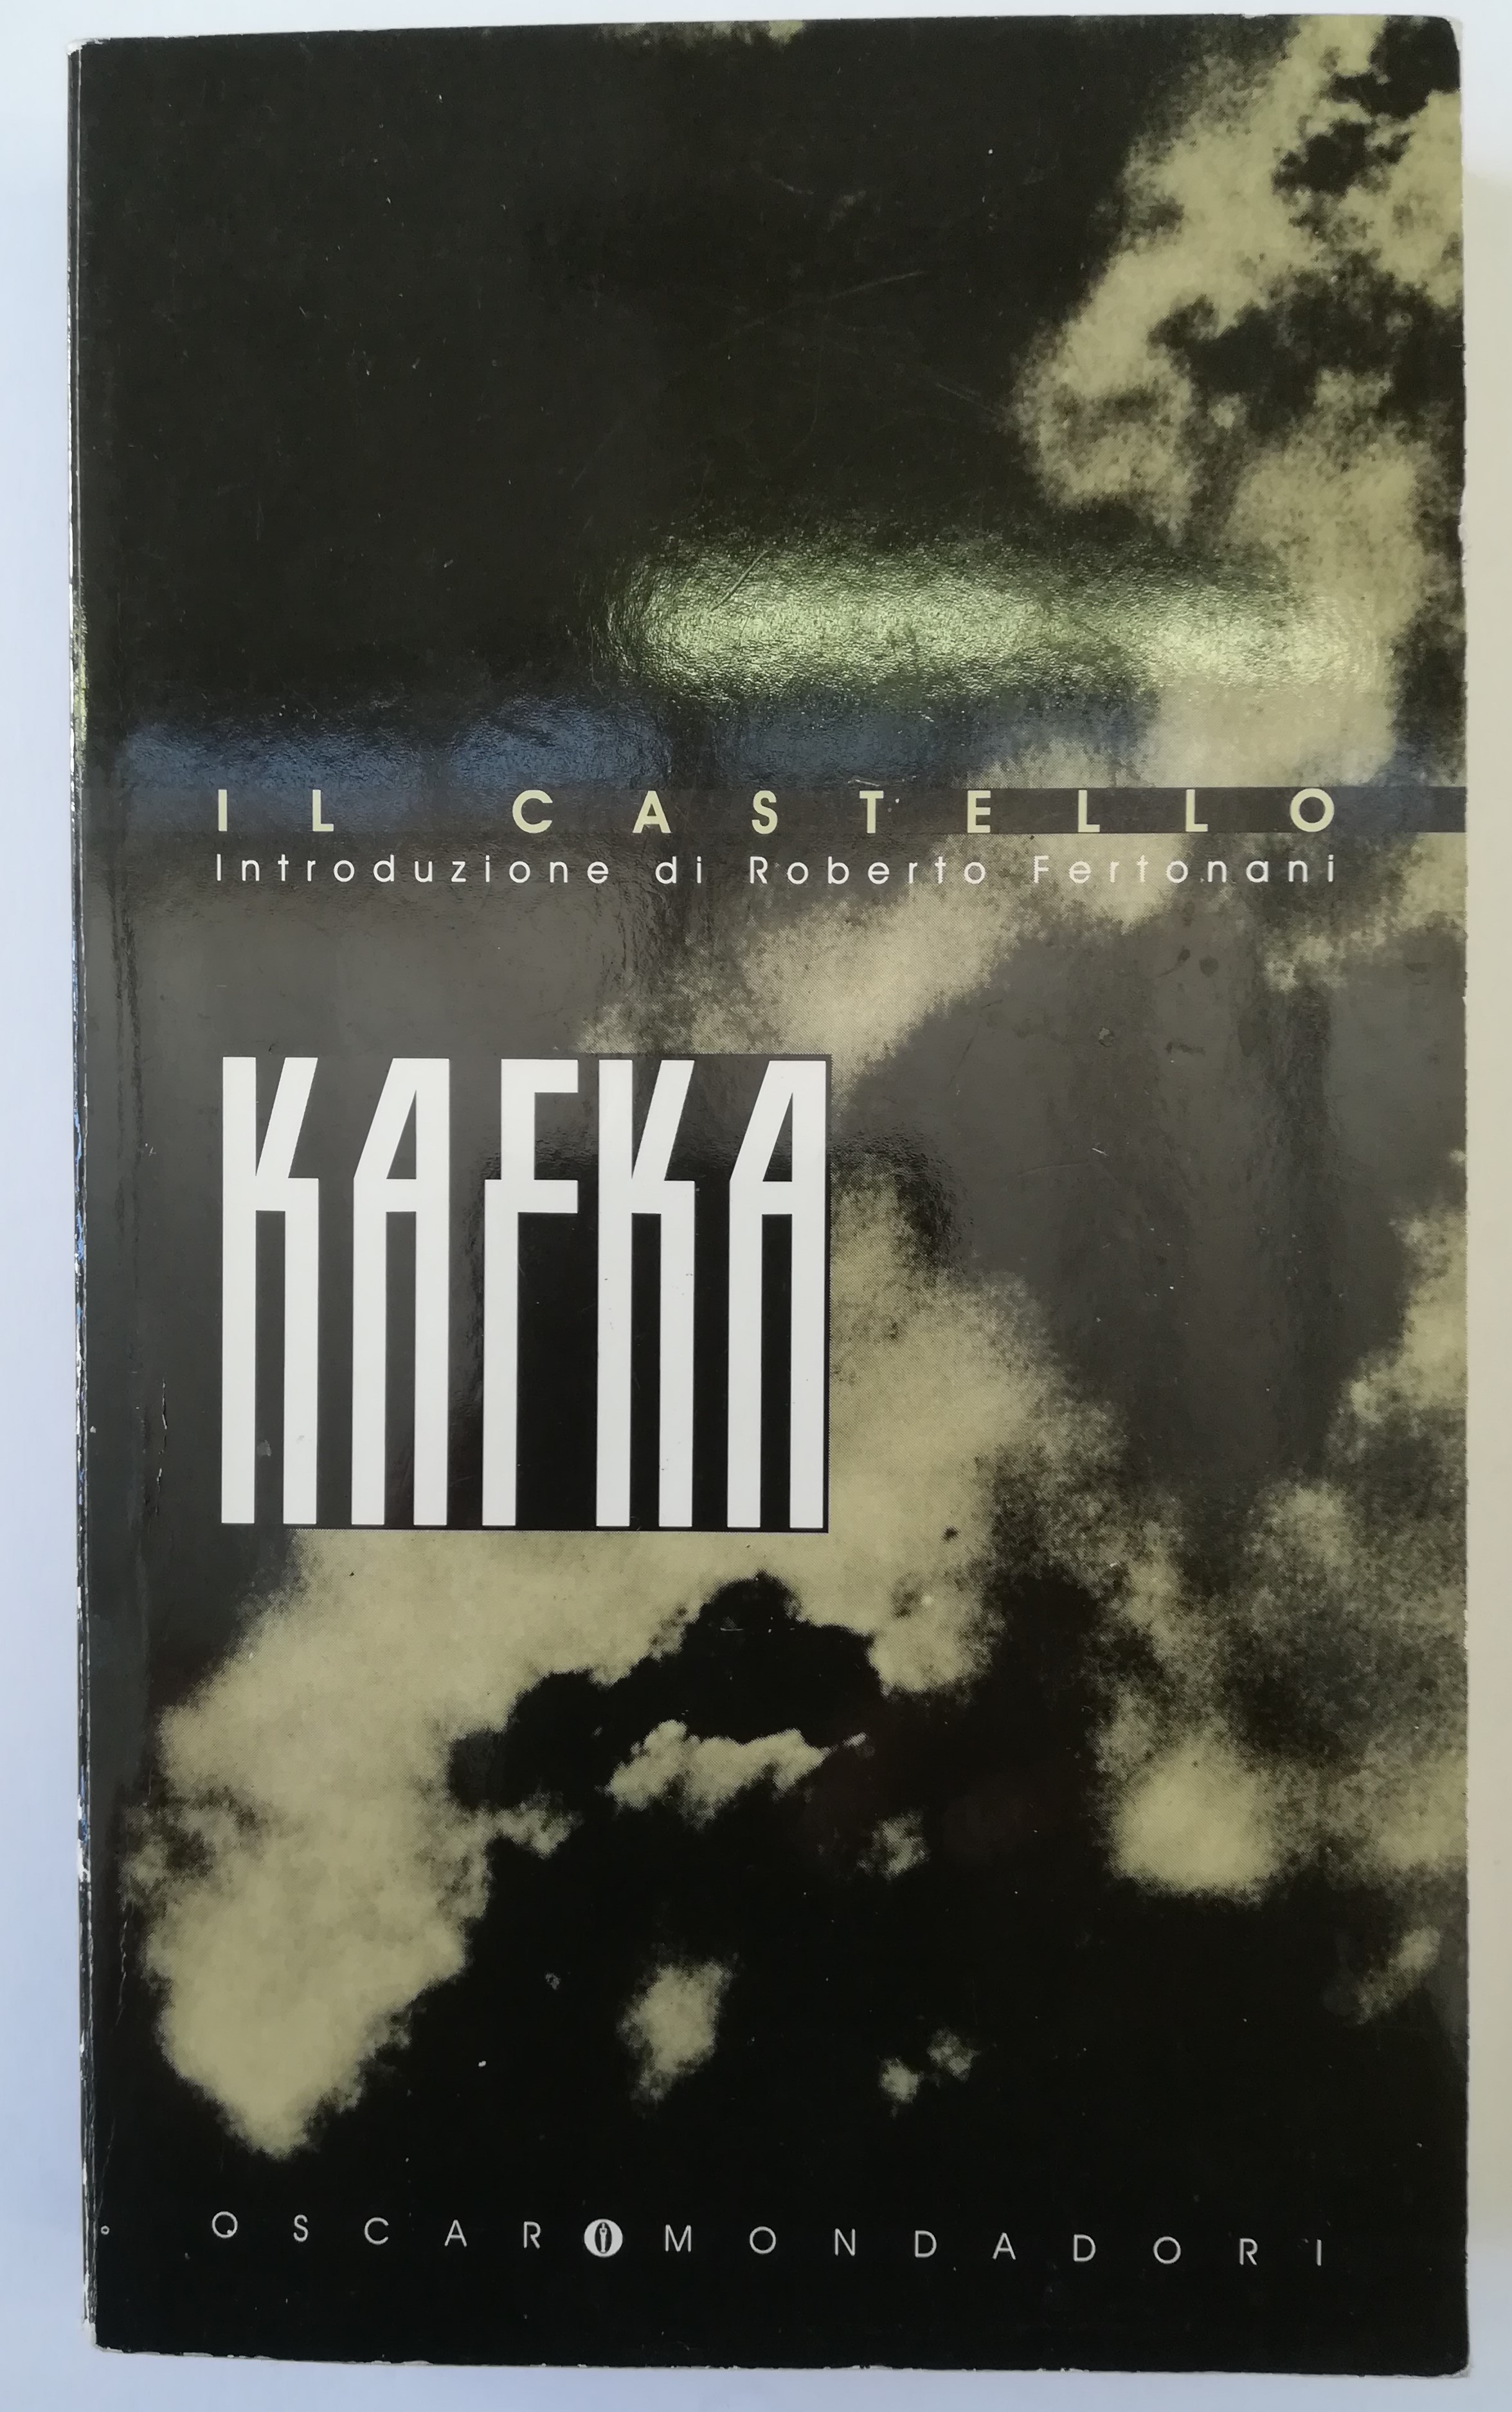 IL CASTELLO
Introduzione di Roberto Fertonani
KAFKA
OSCAR MONDADORI